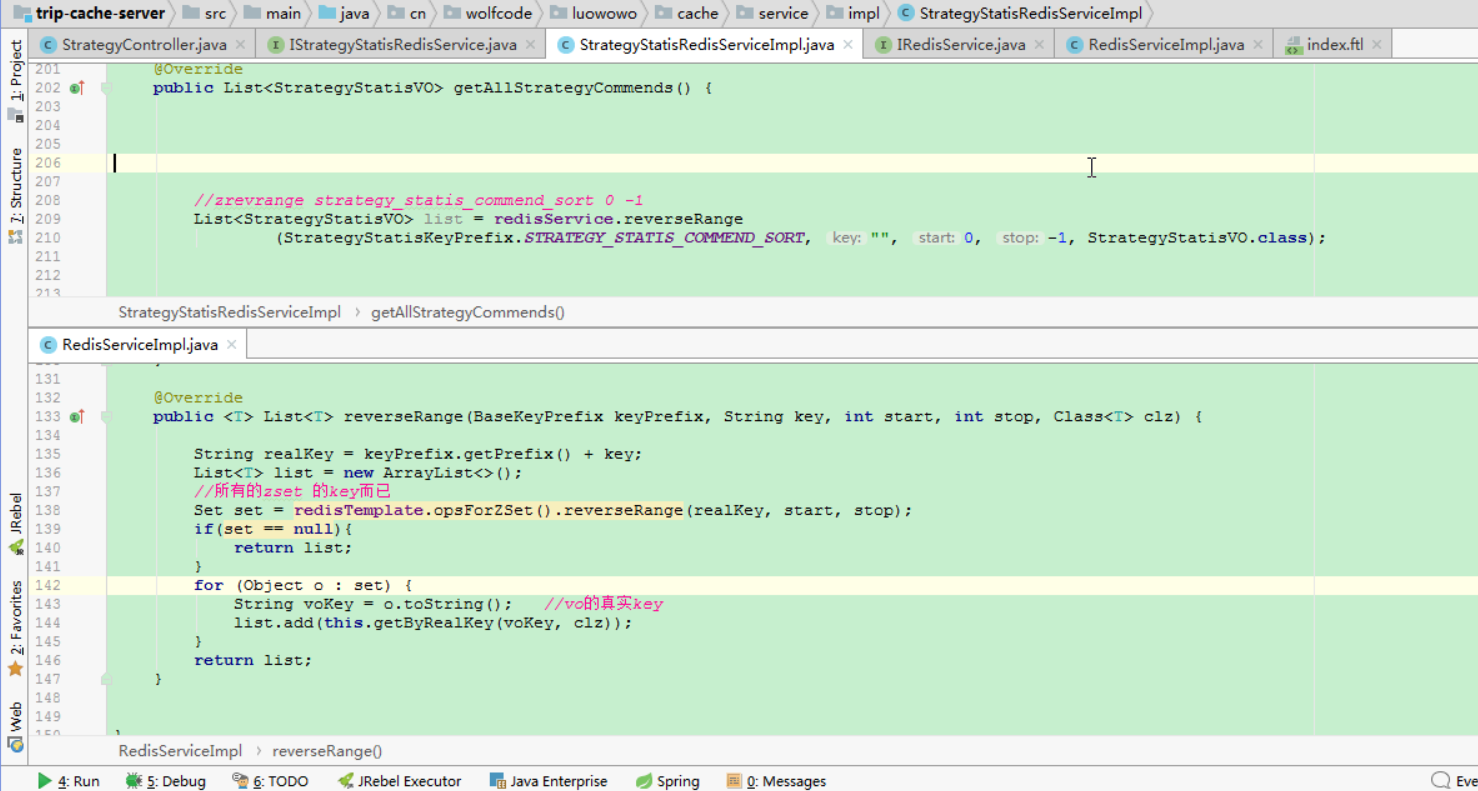 trip-cache-server src main java cn wolfcode luowowo cache service impl StrategyStatisRedisServiceImpl
StrategyController.java IStrategyStatisRedisService.java StrategyStatisRedisServiceImpl.java IRedisService.java RedisServiceImpl.java index.ftl
1: Project
7: Structure
JRebel
2: Favorites
Web
201 @Override
202 public List<StrategyStatisVO> getAllStrategyCommends() {
203
204
205
206
207
208 //zrevrange strategy_statis_commend_sort 0 -1
209 List<StrategyStatisVO> list = redisService.reverseRange
210 (StrategyStatisKeyPrefix.STRATEGY_STATIS_COMMEND_SORT, key: "", start: 0, stop: -1, StrategyStatisVO.class);
211
212
213
StrategyStatisRedisServiceImpl › getAllStrategyCommends()
RedisServiceImpl.java
131
132 @Override
133 public <T> List<T> reverseRange(BaseKeyPrefix keyPrefix, String key, int start, int stop, Class<T> clz) {
134
135 String realKey = keyPrefix.getPrefix() + key;
136 List<T> list = new ArrayList<>();
137 //所有的zset 的key而已
138 Set set = redisTemplate.opsForZSet().reverseRange(realKey, start, stop);
139 if(set == null){
140 return list;
141 }
142 for (Object o : set) {
143 String voKey = o.toString(); //vo的真实key
144 list.add(this.getByRealKey(voKey, clz));
145 }
146 return list;
147 }
148
149
150 }
RedisServiceImpl › reverseRange()
4: Run 5: Debug 6: TODO JRebel Executor Java Enterprise Spring 0: Messages Eve